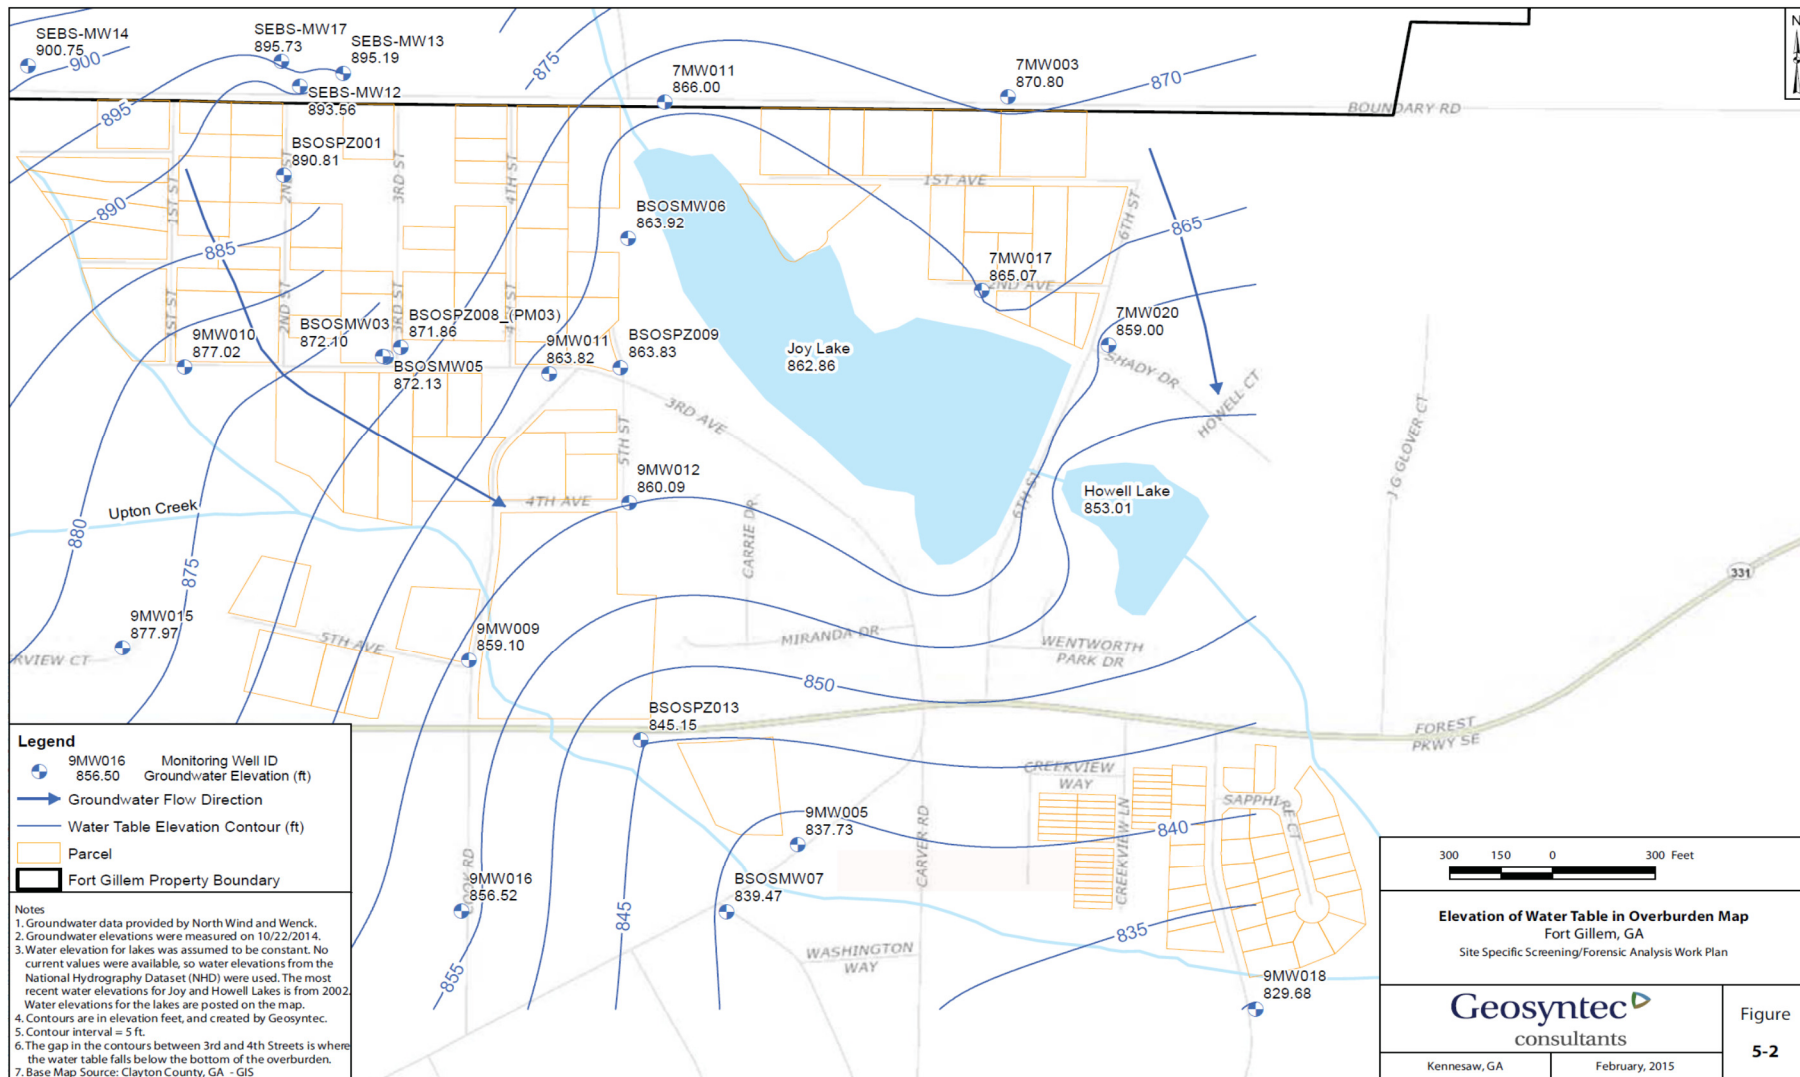 SEBS-MW14
900.75
900
SEBS-MW17
895.73
SEBS-MW13
895.19
SEBS-MW12
893.56
895
875
7MW011
866.00
7MW003
870.80
870
BOUNDARY RD
N
BSOSPZ001
890.81
1ST ST
2ND ST
3RD ST
4TH ST
890
885
BSOSMW06
863.92
1ST AVE
6TH ST
865
7MW017
865.07
2ND AVE
1ST ST
2ND ST
3RD ST
9MW010
877.02
BSOSMW03
872.10
BSOSPZ008_(PM03)
871.86
BSOSMW05
872.13
9MW011
863.82
BSOSPZ009
863.83
Joy Lake
862.86
7MW020
859.00
SHADY DR
HOWELL CT
J G GLOVER CT
3RD AVE
5TH ST
9MW012
860.09
4TH AVE
CARRIE DR
6TH ST
Howell Lake
853.01
Upton Creek
880
875
331
9MW015
877.97
RVIEW CT
5TH AVE
9MW009
859.10
MIRANDA DR
WENTWORTH
PARK DR
850
BSOSPZ013
845.15
FOREST
PKWY SE
CREEKVIEW
WAY
CREEKVIEW LN
SAPPHIRE CT
9MW005
837.73
840
CARVER RD
9MW016
856.52
BSOSMW07
839.47
845
855
835
WASHINGTON
WAY
9MW018
829.68
Legend
9MW016 Monitoring Well ID
856.50 Groundwater Elevation (ft)
Groundwater Flow Direction
Water Table Elevation Contour (ft)
Parcel
Fort Gillem Property Boundary
Notes
1. Groundwater data provided by North Wind and Wenck.
2. Groundwater elevations were measured on 10/22/2014.
3. Water elevation for lakes was assumed to be constant. No
current values were available, so water elevations from the
National Hydrography Dataset (NHD) were used. The most
recent water elevations for Joy and Howell Lakes is from 2002.
Water elevations for the lakes are posted on the map.
4. Contours are in elevation feet, and created by Geosyntec.
5. Contour interval = 5 ft.
6. The gap in the contours between 3rd and 4th Streets is where
the water table falls below the bottom of the overburden.
7. Base Map Source: Clayton County, GA - GIS
300 150 0 300 Feet
Elevation of Water Table in Overburden Map
Fort Gillem, GA
Site Specific Screening/Forensic Analysis Work Plan
Geosyntec
consultants
Kennesaw, GA
February, 2015
Figure
5-2